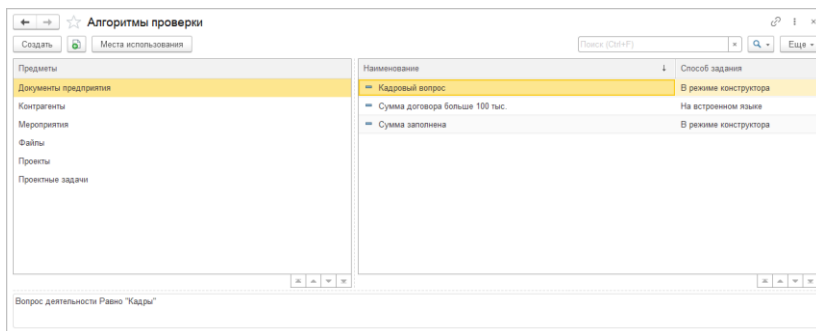 Алгоритмы проверки
Создать Места использования Поиск (Ctrl+F) Еще
Предметы
Документы предприятия
Контрагенты
Мероприятия
Файлы
Проекты
Проектные задачи
Наименование Способ задания
Кадровый вопрос В режиме конструктора
Сумма договора больше 100 тыс. На встроенном языке
Сумма заполнена В режиме конструктора
Вопрос деятельности Равно "Кадры"